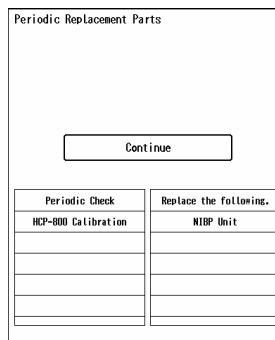 Periodic Replacement Parts
Continue
Periodic Check
Replace the following.
HCP-800 Calibration
NIBP Unit